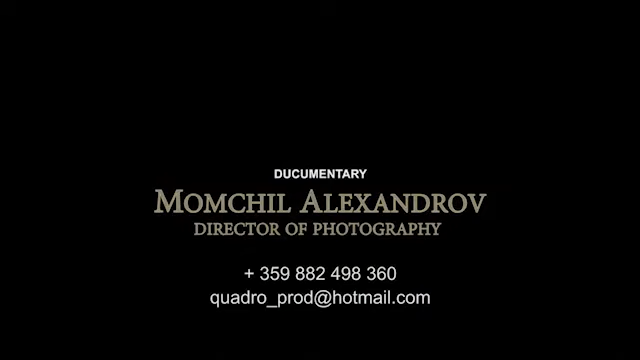 DUCUMENTARY
MOMCHIL ALEXANDROV
DIRECTOR OF PHOTOGRAPHY
+ 359 882 498 360
quadro_prod@hotmail.com